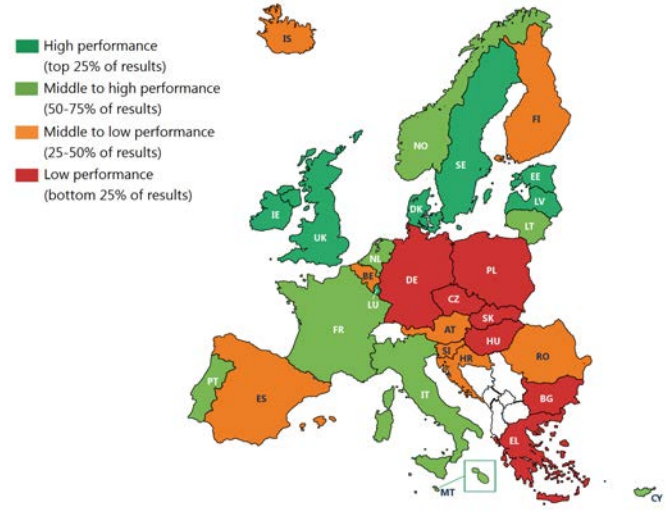 High performance
(top 25% of results)
Middle to high performance
(50-75% of results)
Middle to low performance
(25-50% of results)
Low performance
(bottom 25% of results)
IS
NO
FI
SE
EE
LV
LT
DK
IE
UK
NL
BE
DE
PL
LU
CZ
SK
FR
AT
HU
SI
HR
RO
PT
ES
IT
BG
EL
MT
CY